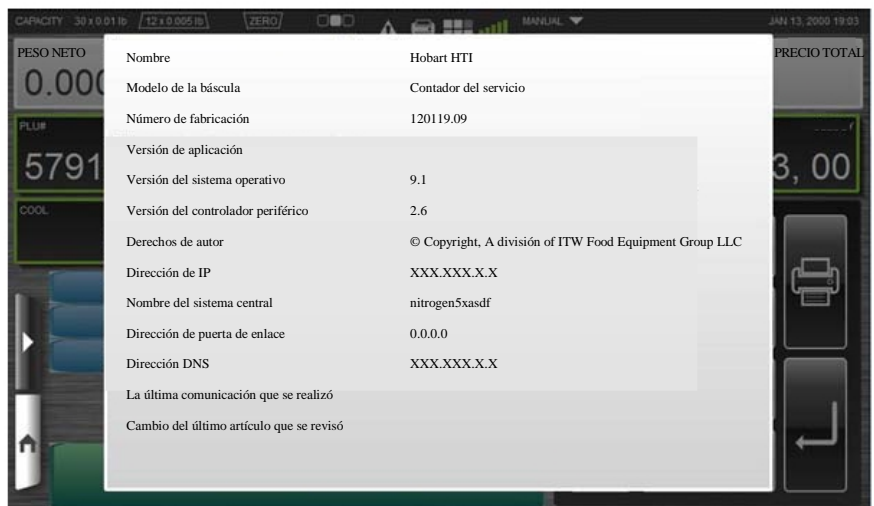 CAPACITY 30 x 0.01 lb 12 x 0.005 lb ZERO MANUAL JAN 13, 2000 19:03
PESO NETO PRECIO TOTAL
0.000
PLU#
5791 3, 00
COOL
Nombre Hobart HTI
Modelo de la báscula Contador del servicio
Número de fabricación 120119.09
Versión de aplicación
Versión del sistema operativo 9.1
Versión del controlador periférico 2.6
Derechos de autor © Copyright, A división of ITW Food Equipment Group LLC
Dirección de IP XXX.XXX.X.X
Nombre del sistema central nitrogen5xasdf
Dirección de puerta de enlace 0.0.0.0
Dirección DNS XXX.XXX.X.X
La última comunicación que se realizó
Cambio del último artículo que se revisó